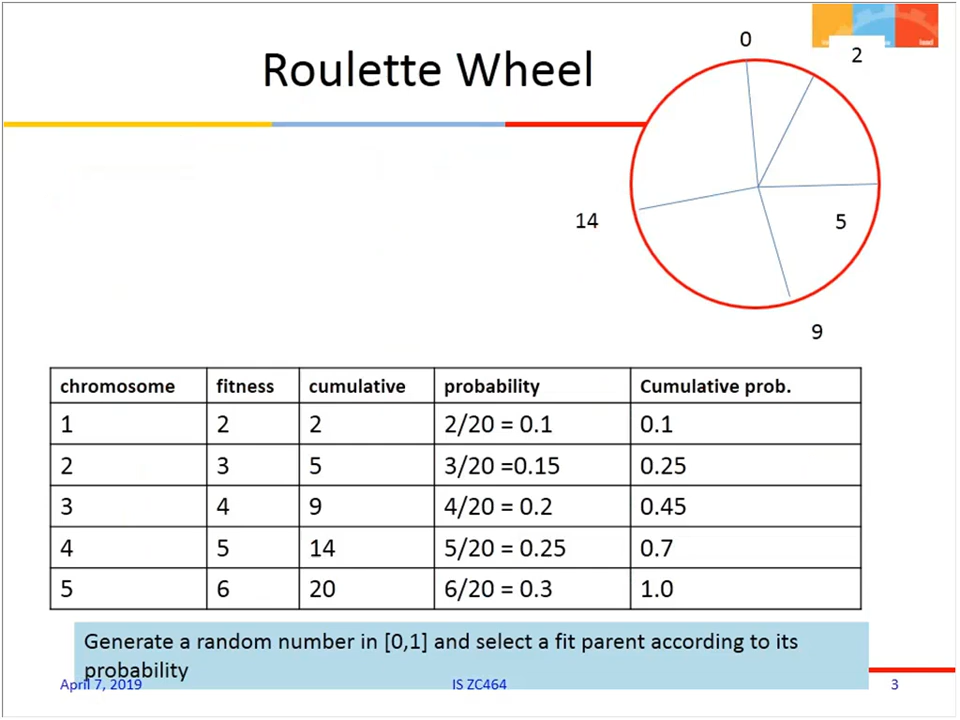 Roulette Wheel
0
2
14
5
9
chromosome fitness cumulative probability Cumulative prob.
1 2 2 2/20 = 0.1 0.1
2 3 5 3/20 =0.15 0.25
3 4 9 4/20 = 0.2 0.45
4 5 14 5/20 = 0.25 0.7
5 6 20 6/20 = 0.3 1.0
Generate a random number in [0,1] and select a fit parent according to its
probability
April 7, 2019 IS ZC464 3